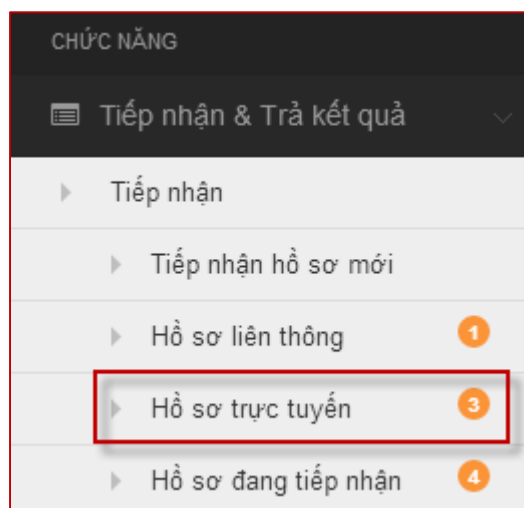 CHỨC NĂNG
Tiếp nhận & Trả kết quả
Tiếp nhận
Tiếp nhận hồ sơ mới
Hồ sơ liên thông 1
Hồ sơ trực tuyến 3
Hồ sơ đang tiếp nhận 4